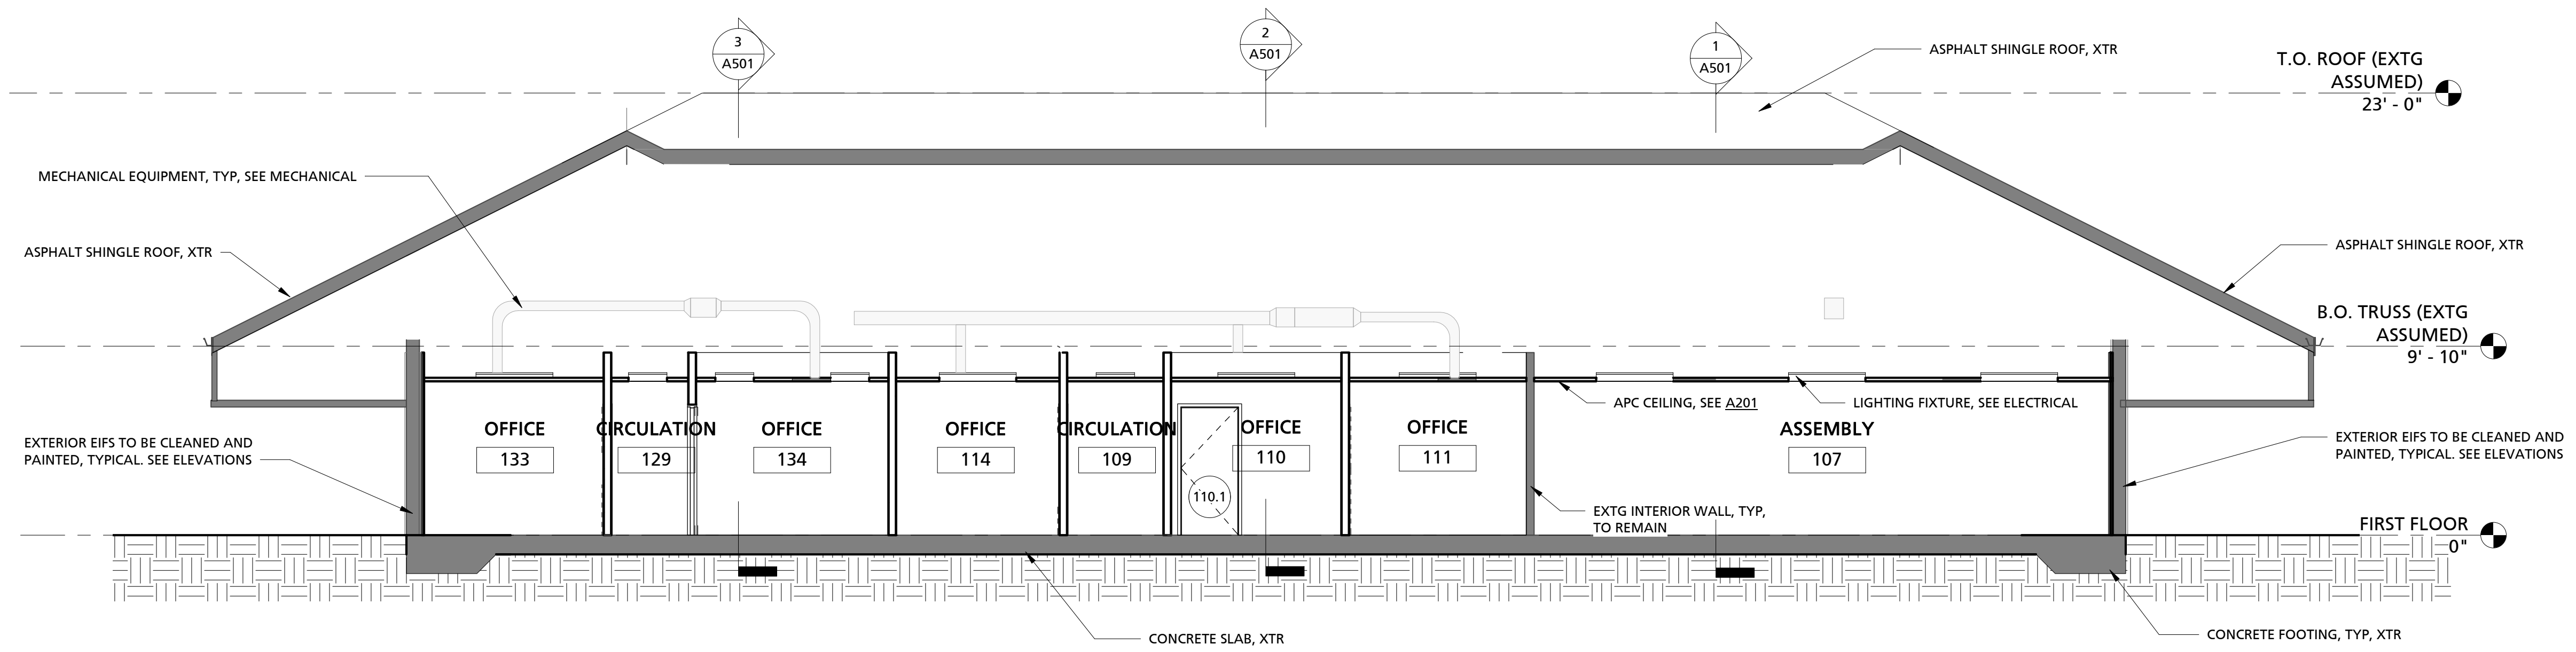 3
A501
2
A501
1
A501
ASPHALT SHINGLE ROOF, XTR
T.O. ROOF (EXTG
ASSUMED)
23' - 0"
MECHANICAL EQUIPMENT, TYP, SEE MECHANICAL
ASPHALT SHINGLE ROOF, XTR
ASPHALT SHINGLE ROOF, XTR
B.O. TRUSS (EXTG
ASSUMED)
9' - 10"
APC CEILING, SEE A201
LIGHTING FIXTURE, SEE ELECTRICAL
EXTERIOR EIFS TO BE CLEANED AND
PAINTED, TYPICAL. SEE ELEVATIONS
OFFICE
133
CIRCULATION
129
OFFICE
134
OFFICE
114
CIRCULATION
109
OFFICE
110
110.1
OFFICE
111
ASSEMBLY
107
EXTERIOR EIFS TO BE CLEANED AND
PAINTED, TYPICAL. SEE ELEVATIONS
EXTG INTERIOR WALL, TYP,
TO REMAIN
FIRST FLOOR
0"
CONCRETE SLAB, XTR
CONCRETE FOOTING, TYP, XTR